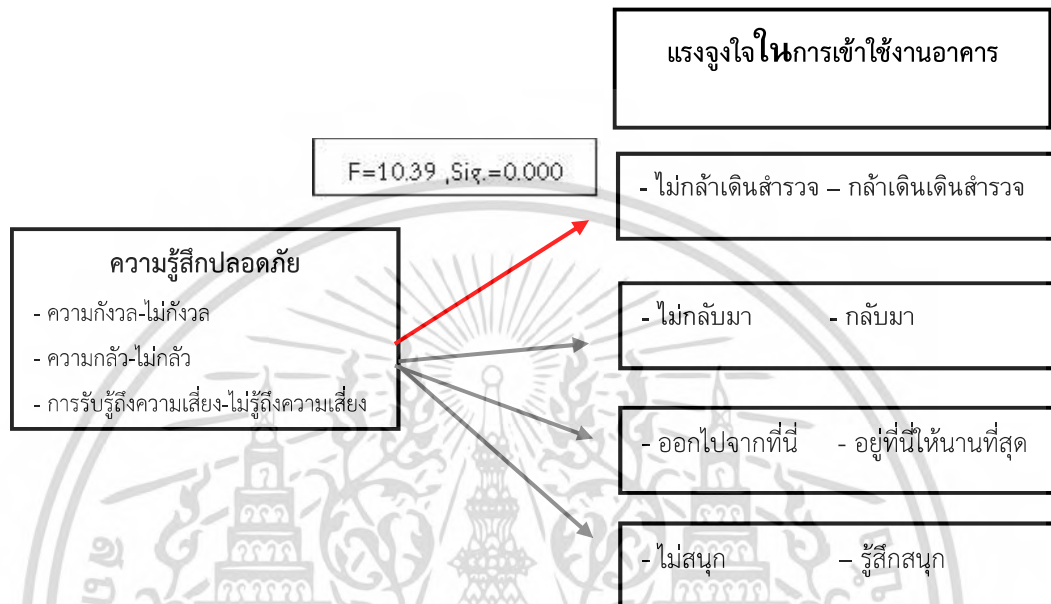 แรงจูงใจในการเข้าใช้งานอาคาร
F=10.39 ,Sig.=0.000
- ไม่กล้าเดินสำรวจ – กล้าเดินเดินสำรวจ
ความรู้สึกปลอดภัย
- ความกังวล-ไม่กังวล
- ความกลัว-ไม่กลัว
- การรับรู้ถึงความเสี่ยง-ไม่รู้ถึงความเสี่ยง
- ไม่กลับมา - กลับมา
- ออกไปจากที่นี่ - อยู่ที่นี่ให้นานที่สุด
- ไม่สนุก – รู้สึกสนุก